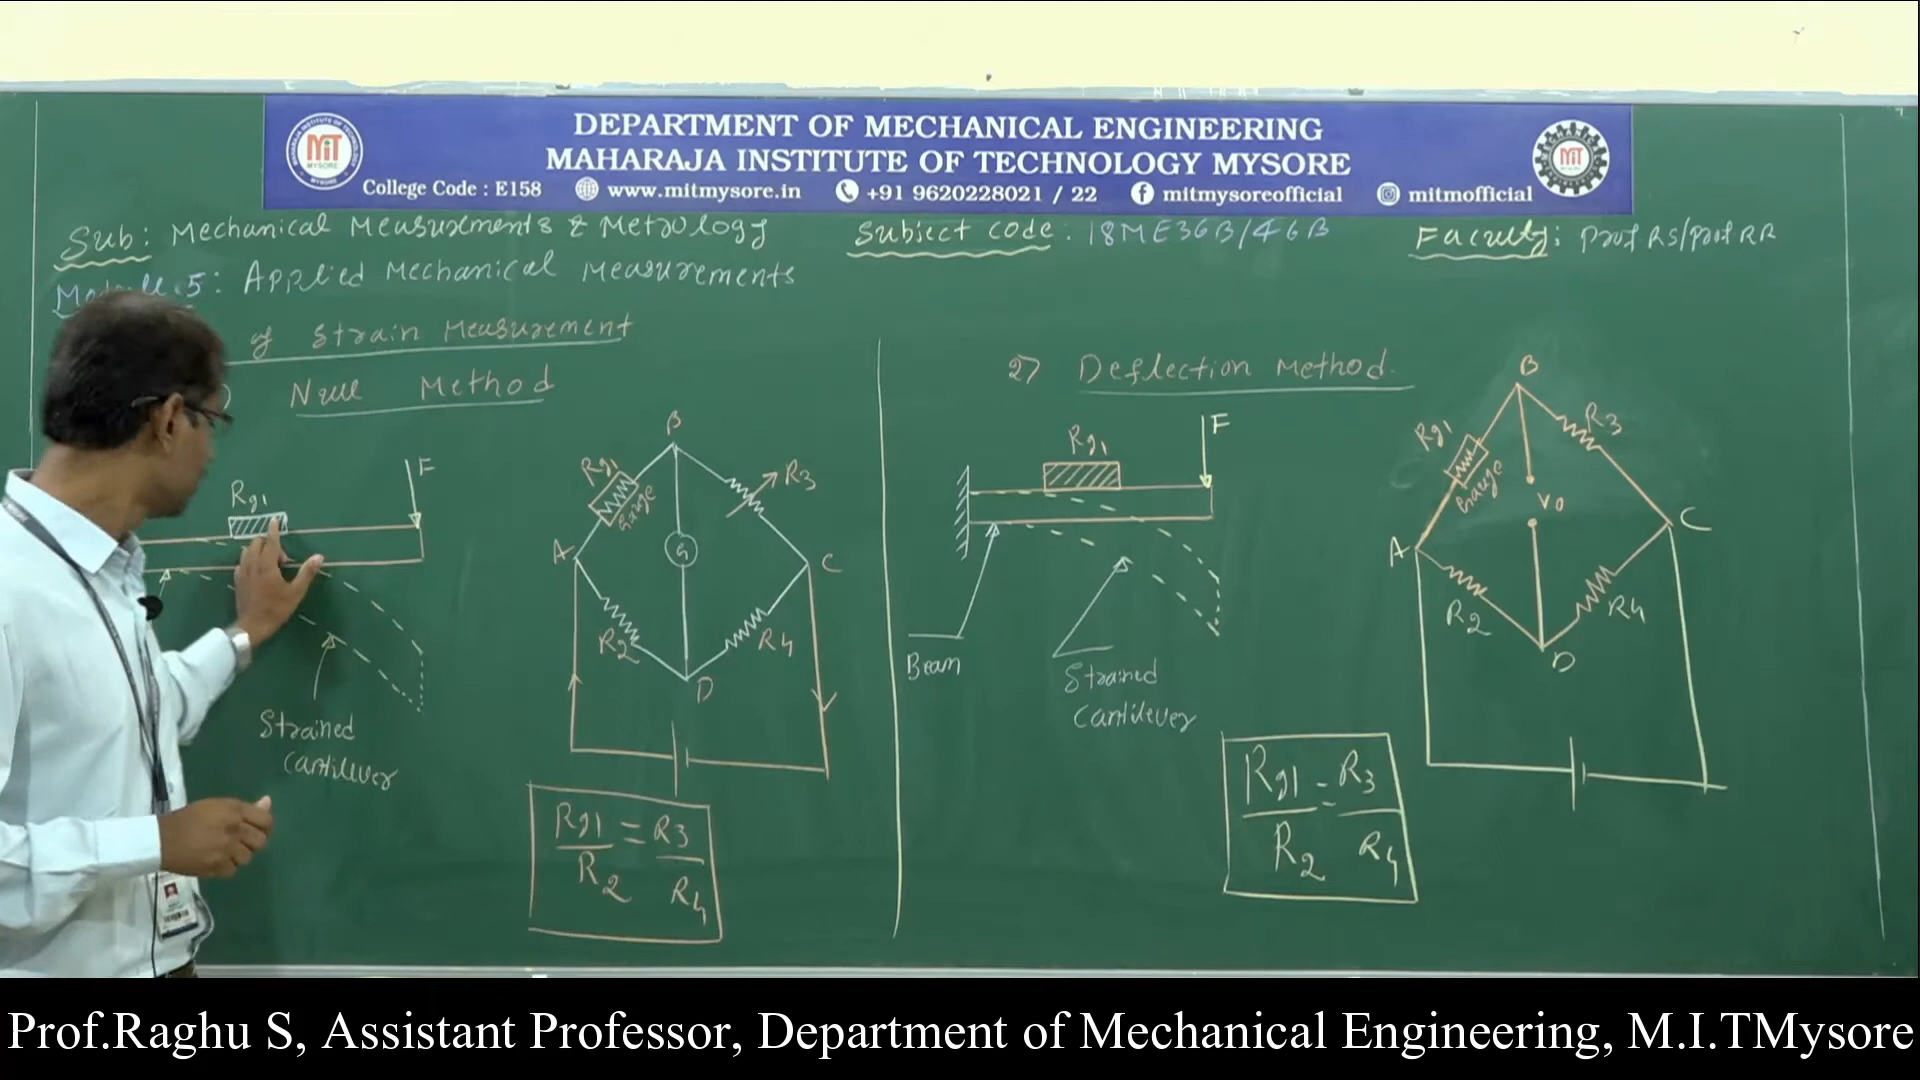 DEPARTMENT OF MECHANICAL ENGINEERING
MAHARAJA INSTITUTE OF TECHNOLOGY MYSORE
College Code : E158 www.mitmysore.in +91 9620228021 / 22 mitmysoreofficial mitmofficial
MIT
MYSORE
MIT
Sub: Mechanical Measurements & Metrology Subject code : 18ME36B/46B Faculty: Prof RS/Prof RR
5: Applied Mechanical Measurements
of Strain Measurement
Null Method
Rg1
F
Strained
Cantilever
B
Rg1
Gauge
R3
A
G
C
R2
R4
D
Rg1 = R3
R2 R4
2) Deflection Method.
Rg1
F
Beam
Strained
Cantilever
B
Rg1
Gauge
R3
V0
A
C
R2
R4
D
Rg1 = R3
R2 R4
Prof.Raghu S, Assistant Professor, Department of Mechanical Engineering, M.I.TMysore